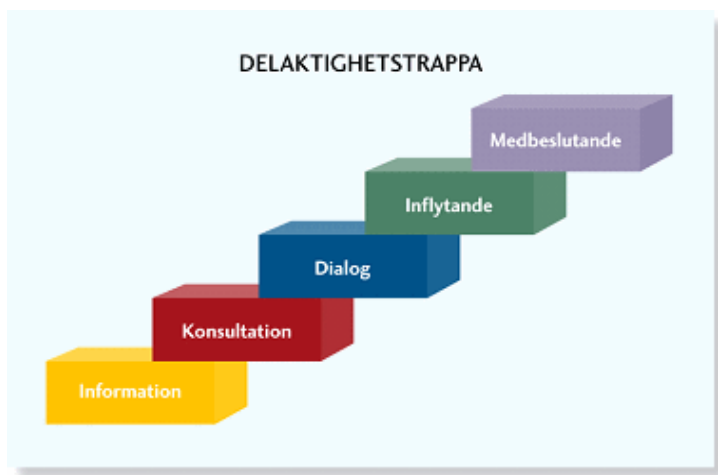 DELAKTIGHETSTRAPPA
Medbeslutande
Inflytande
Dialog
Konsultation
Information